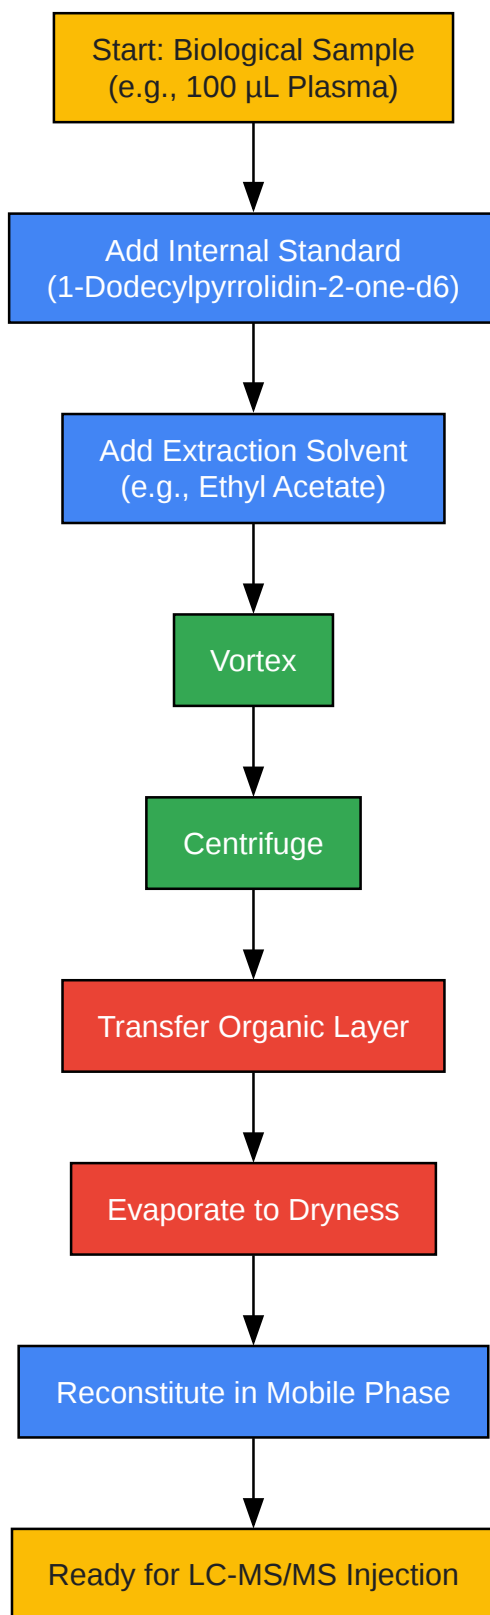 Start: Biological Sample
(e.g., 100 µL Plasma)
Add Internal Standard
(1-Dodecylpyrrolidin-2-one-d6)
Add Extraction Solvent
(e.g., Ethyl Acetate)
Vortex
Centrifuge
Transfer Organic Layer
Evaporate to Dryness
Reconstitute in Mobile Phase
Ready for LC-MS/MS Injection